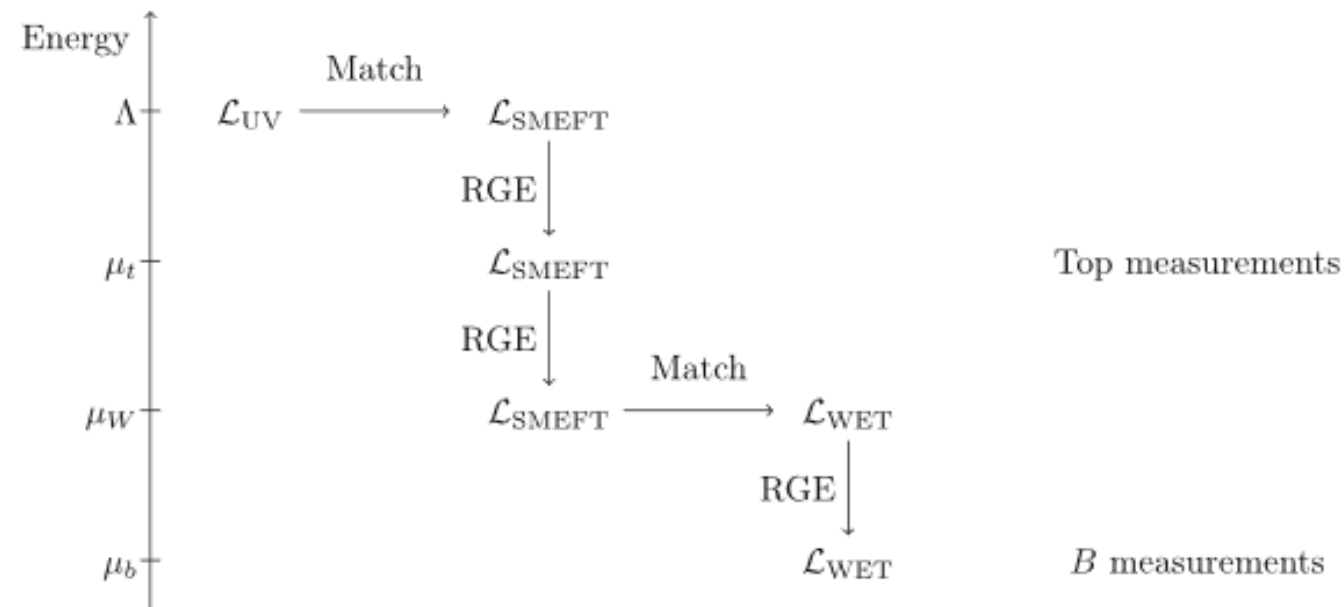 Energy
Match
Λ ℒ_UV ℒ_SMEFT
RGE
μ_t ℒ_SMEFT Top measurements
RGE
Match
μ_W ℒ_SMEFT ℒ_WET
RGE
μ_b ℒ_WET B measurements